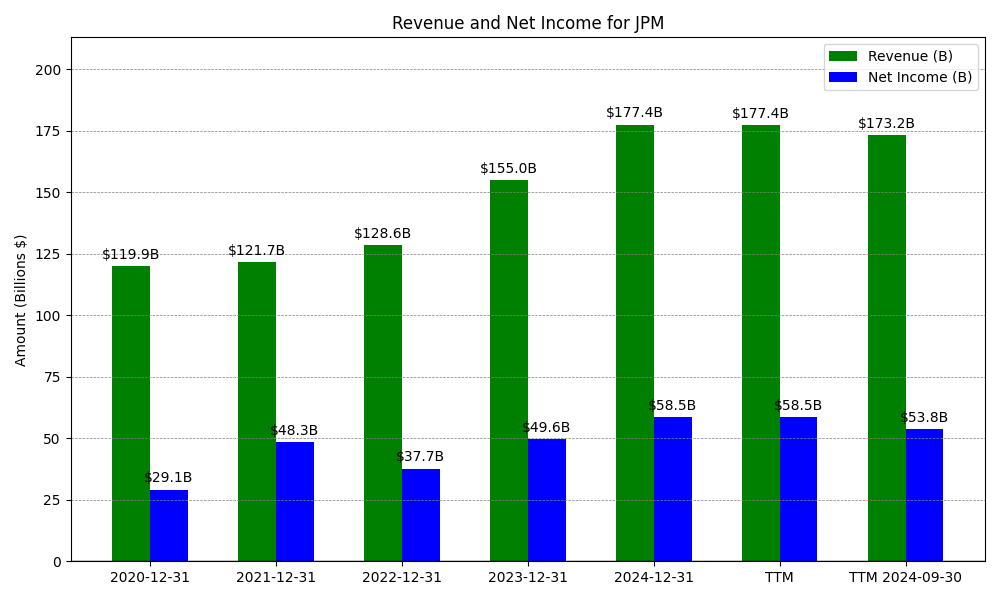 Revenue and Net Income for JPM
Revenue (B)
Net Income (B)
Amount (Billions $)
200
175
150
125
100
75
50
25
0
$119.9B
$29.1B
$121.7B
$48.3B
$128.6B
$37.7B
$155.0B
$49.6B
$177.4B
$58.5B
$177.4B
$58.5B
$173.2B
$53.8B
2020-12-31
2021-12-31
2022-12-31
2023-12-31
2024-12-31
TTM
TTM 2024-09-30